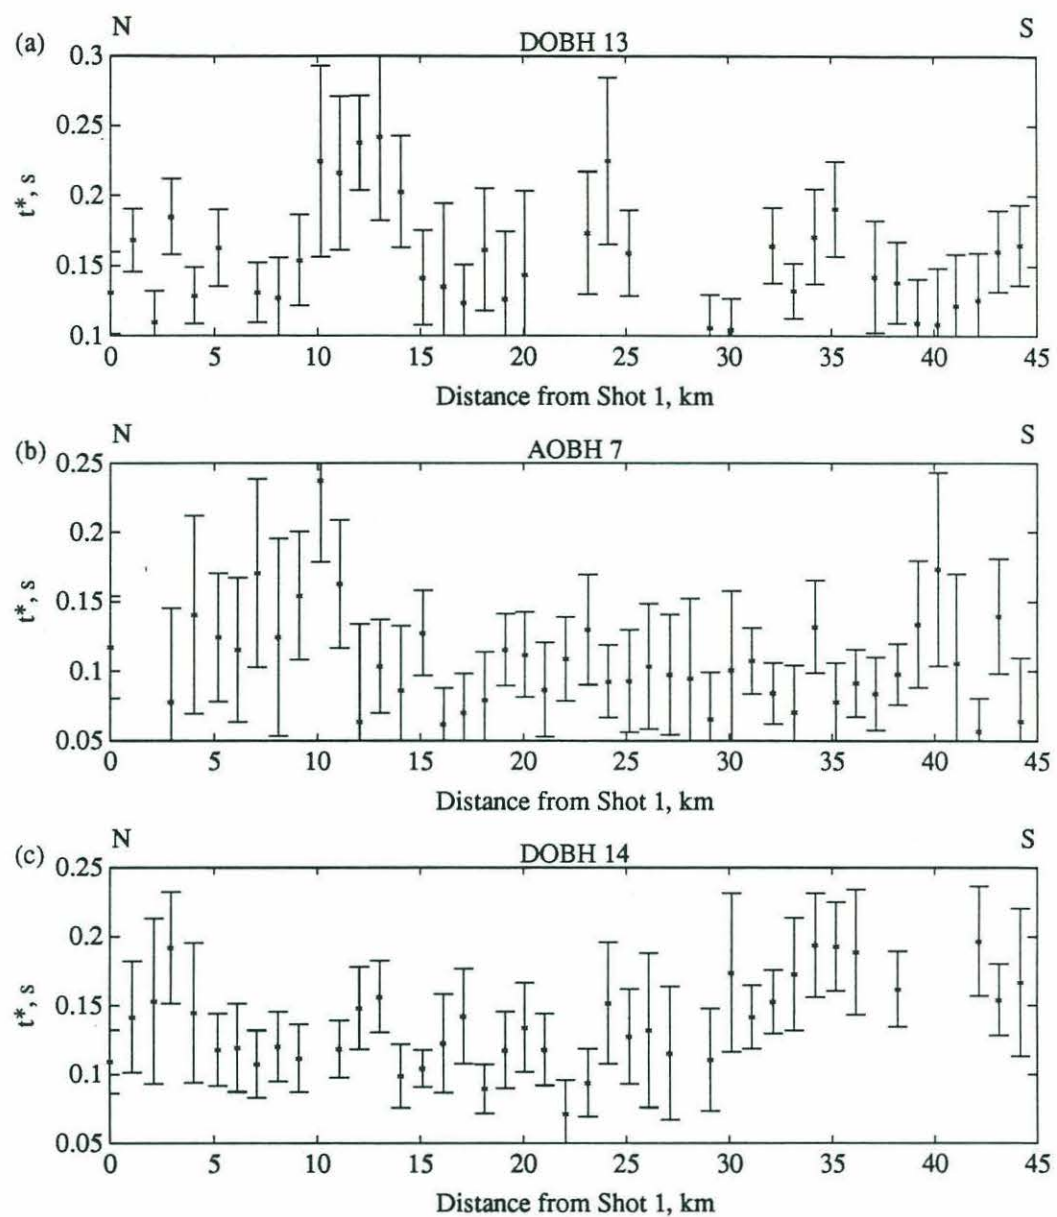 N S
(a) DOBH 13
0.3
0.25
0.2
0.15
0.1
t*, s
0 5 10 15 20 25 30 35 40 45
Distance from Shot 1, km
N S
(b) AOBH 7
0.25
0.2
0.15
0.1
0.05
t*, s
0 5 10 15 20 25 30 35 40 45
Distance from Shot 1, km
N S
(c) DOBH 14
0.25
0.2
0.15
0.1
0.05
t*, s
0 5 10 15 20 25 30 35 40 45
Distance from Shot 1, km